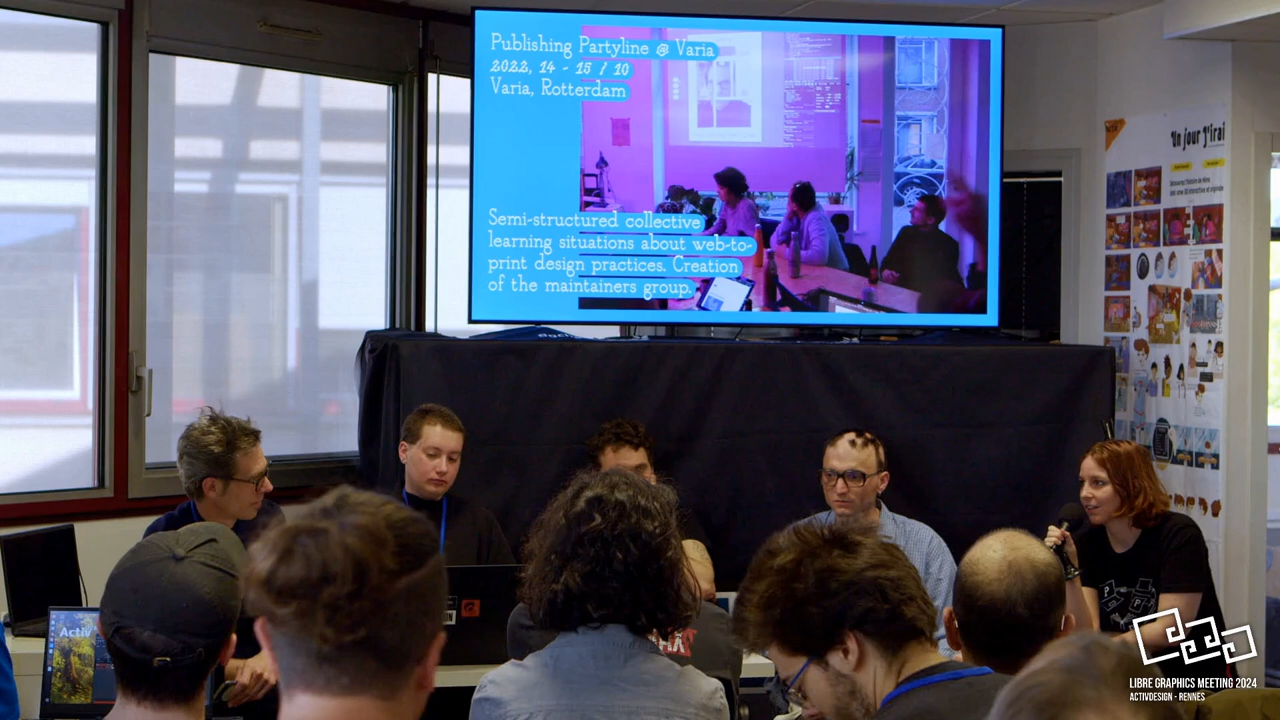 Publishing Partyline @ Varia
2022, 14 - 15 / 10
Varia, Rotterdam
Semi-structured collective
learning situations about web-to-
print design practices. Creation
of the maintainers group.
Un jour J'irai
Activ
P
P
LIBRE GRAPHICS MEETING 2024
ACTIVDESIGN - RENNES